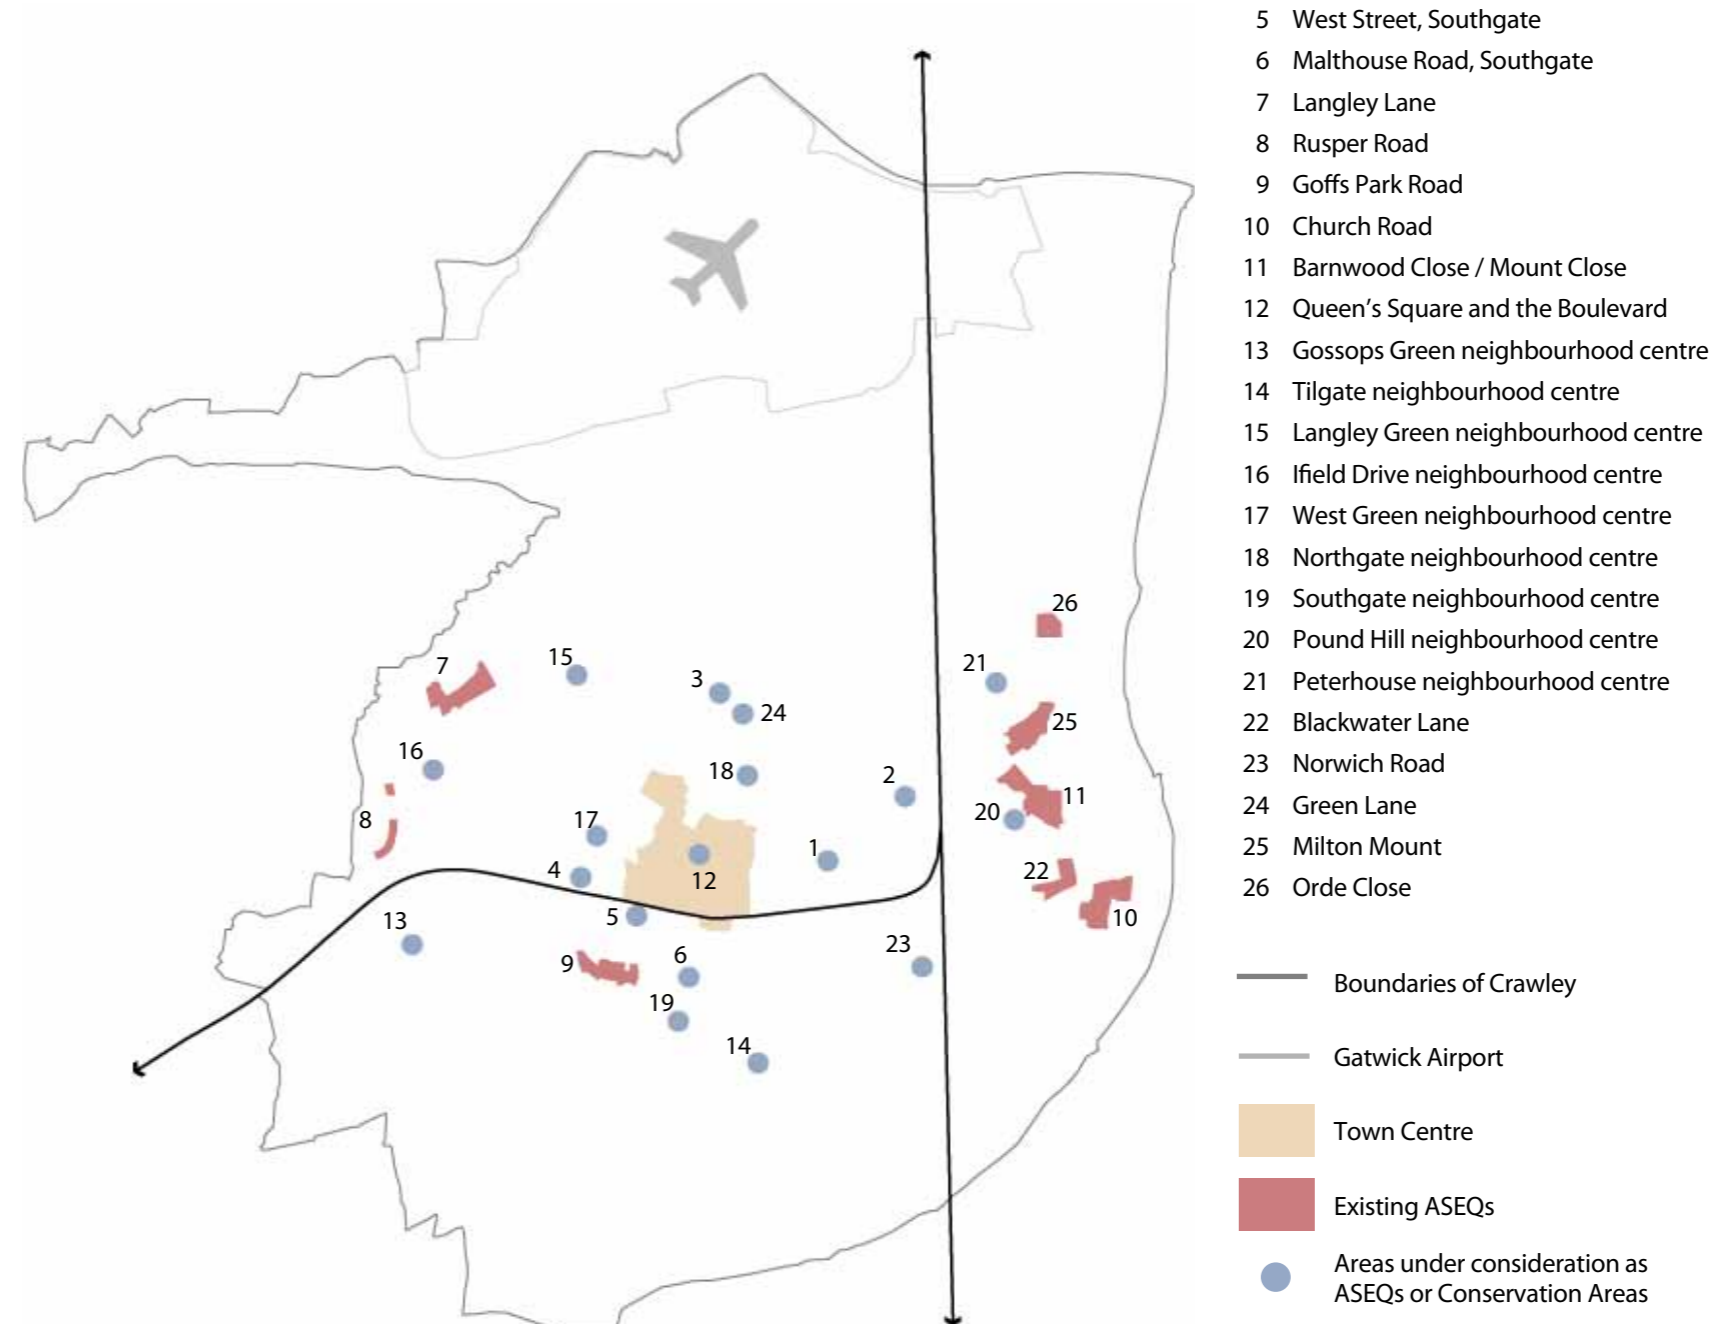 5 West Street, Southgate
6 Malthouse Road, Southgate
7 Langley Lane
8 Rusper Road
9 Goffs Park Road
10 Church Road
11 Barnwood Close / Mount Close
12 Queen's Square and the Boulevard
13 Gossops Green neighbourhood centre
14 Tilgate neighbourhood centre
15 Langley Green neighbourhood centre
16 Ifield Drive neighbourhood centre
17 West Green neighbourhood centre
18 Northgate neighbourhood centre
19 Southgate neighbourhood centre
20 Pound Hill neighbourhood centre
21 Peterhouse neighbourhood centre
22 Blackwater Lane
23 Norwich Road
24 Green Lane
25 Milton Mount
26 Orde Close
Boundaries of Crawley
Gatwick Airport
Town Centre
Existing ASEQs
Areas under consideration as
ASEQs or Conservation Areas
26
7
15
3
21
24
25
16
18
2
11
20
8
17
1
4
12
22
5
10
13
6
23
9
19
14